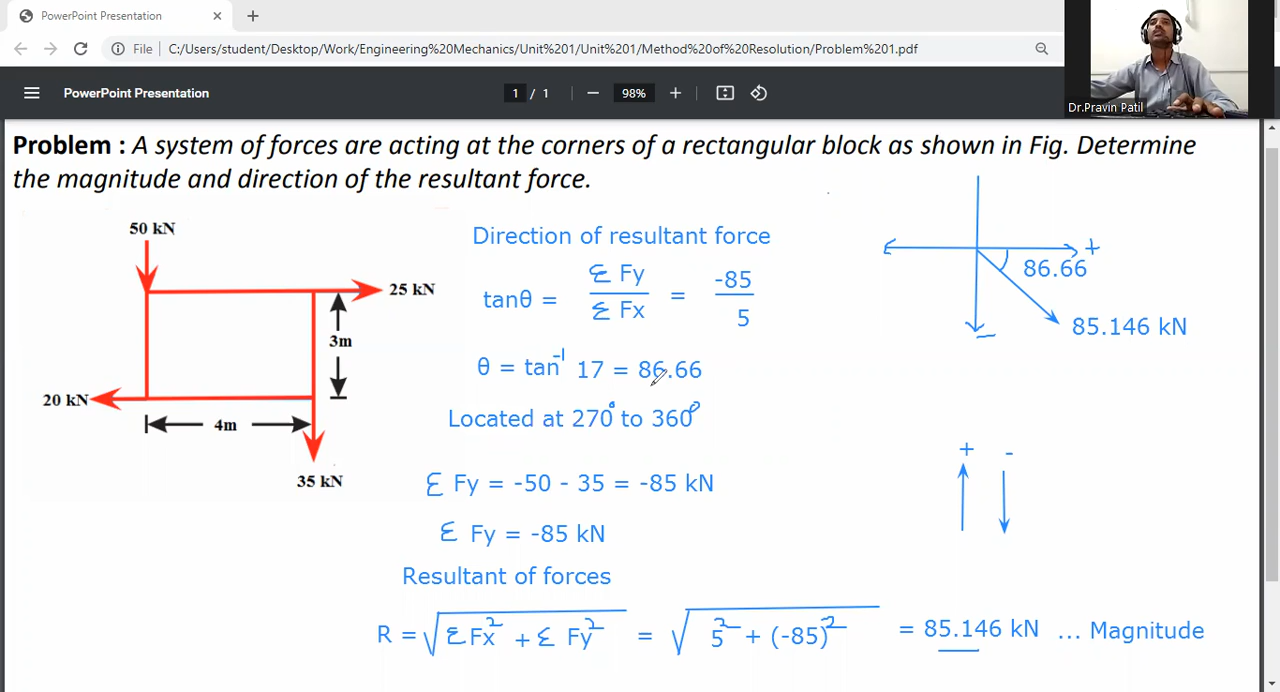 PowerPoint Presentation
File C:/Users/student/Desktop/Work/Engineering%20Mechanics/Unit%201/Unit%201/Method%20of%20Resolution/Problem%201.pdf
PowerPoint Presentation 1 / 1 98%
Dr.Pravin Patil
Problem : A system of forces are acting at the corners of a rectangular block as shown in Fig. Determine
the magnitude and direction of the resultant force.
50 kN
25 kN
3m
20 kN
4m
35 kN
Direction of resultant force
tanθ = Σ Fy / Σ Fx = -85 / 5
θ = tan⁻¹ 17 = 86.66
Located at 270° to 360°
Σ Fy = -50 - 35 = -85 kN
Σ Fy = -85 kN
Resultant of forces
R = √ΣFx² + Σ Fy² = √5² + (-85)² = 85.146 kN ... Magnitude
+
86.66
85.146 kN
-
+ -